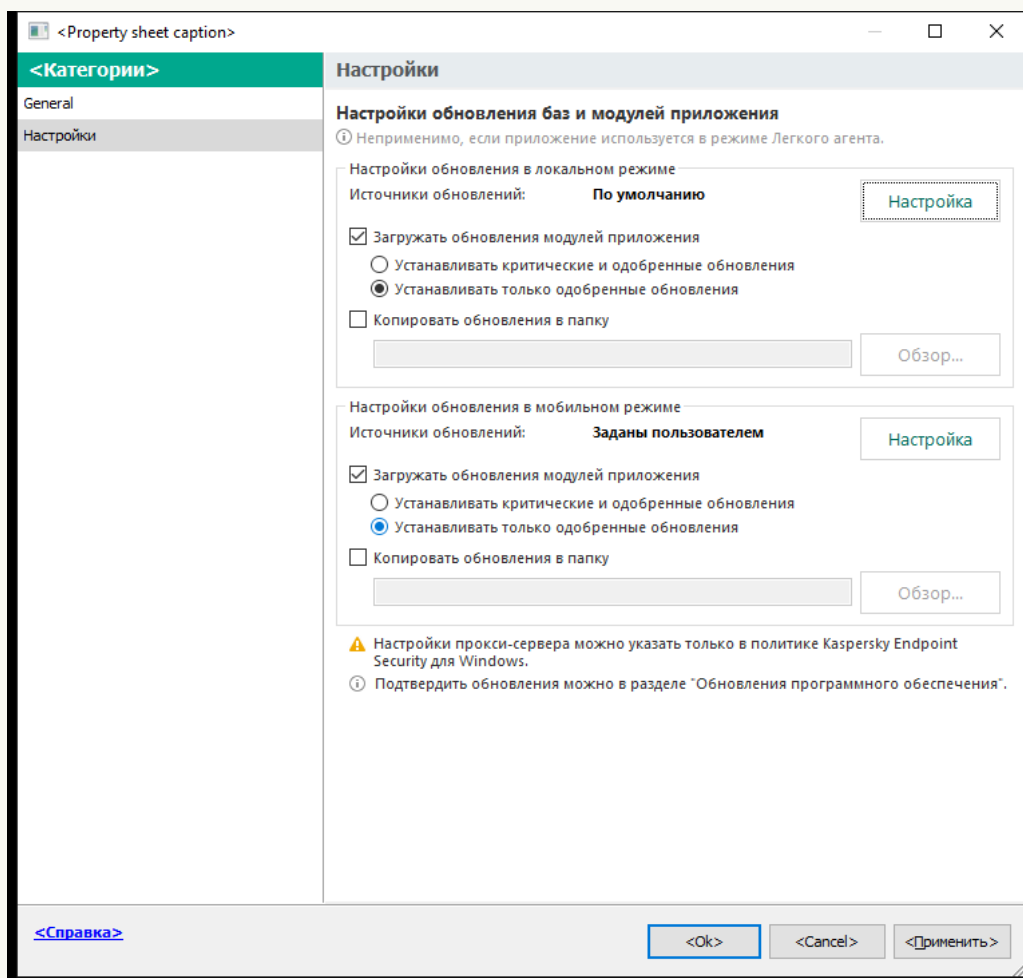 <Property sheet caption>
<Категории>
General
Настройки
Настройки
Настройки обновления баз и модулей приложения
Неприменимо, если приложение используется в режиме Легкого агента.
Настройки обновления в локальном режиме
Источники обновлений: По умолчанию
Настройка
Загружать обновления модулей приложения
Устанавливать критические и одобренные обновления
Устанавливать только одобренные обновления
Копировать обновления в папку
Обзор...
Настройки обновления в мобильном режиме
Источники обновлений: Заданы пользователем
Настройка
Загружать обновления модулей приложения
Устанавливать критические и одобренные обновления
Устанавливать только одобренные обновления
Копировать обновления в папку
Обзор...
Настройки прокси-сервера можно указать только в политике Kaspersky Endpoint
Security для Windows.
Подтвердить обновления можно в разделе "Обновления программного обеспечения".
<Справка>
<Ok>
<Cancel>
<Применить>